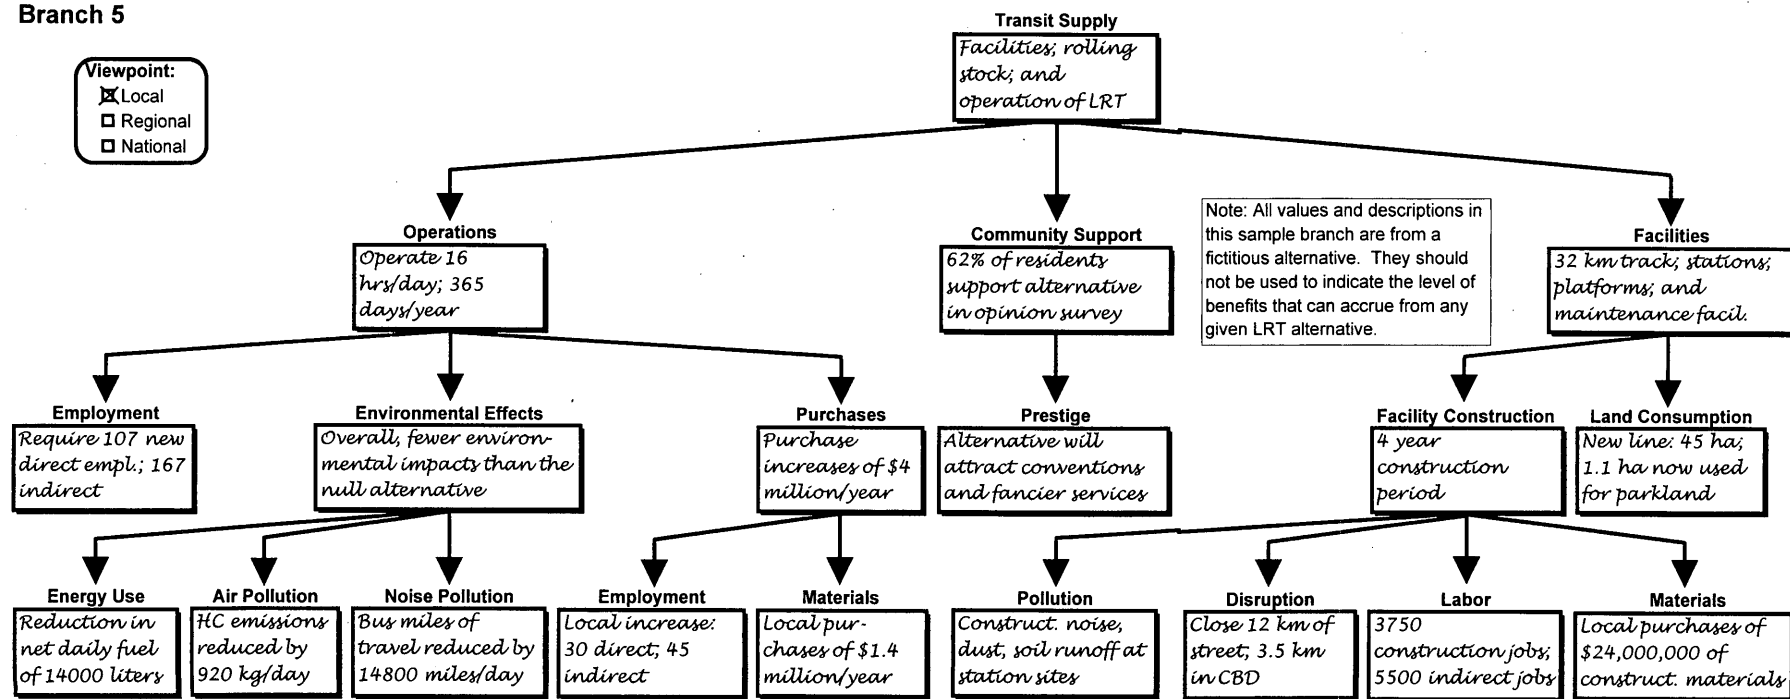 Branch 5
Viewpoint:
Local
Regional
National
Transit Supply
Facilities; rolling
stock; and
operation of LRT
Operations
Operate 16
hrs/day; 365
days/year
Community Support
62% of residents
support alternative
in opinion survey
Note: All values and descriptions in
this sample branch are from a
fictitious alternative. They should
not be used to indicate the level of
benefits that can accrue from any
given LRT alternative.
Facilities
32 km track; stations;
platforms; and
maintenance facil.
Employment
Require 107 new
direct empl.; 167
indirect
Environmental Effects
Overall, fewer environ-
mental impacts than the
null alternative
Purchases
Purchase
increases of $4
million/year
Prestige
Alternative will
attract conventions
and fancier services
Facility Construction
4 year
construction
period
Land Consumption
New line: 45 ha;
1.1 ha now used
for parkland
Energy Use
Reduction in
net daily fuel
of 14000 liters
Air Pollution
HC emissions
reduced by
920 kg/day
Noise Pollution
Bus miles of
travel reduced by
14800 miles/day
Employment
Local increase:
30 direct; 45
indirect
Materials
Local pur-
chases of $1.4
million/year
Pollution
Construct. noise,
dust, soil runoff at
station sites
Disruption
Close 12 km of
street; 3.5 km
in CBD
Labor
3750
construction jobs;
5500 indirect jobs
Materials
Local purchases of
$24,000,000 of
construct. materials